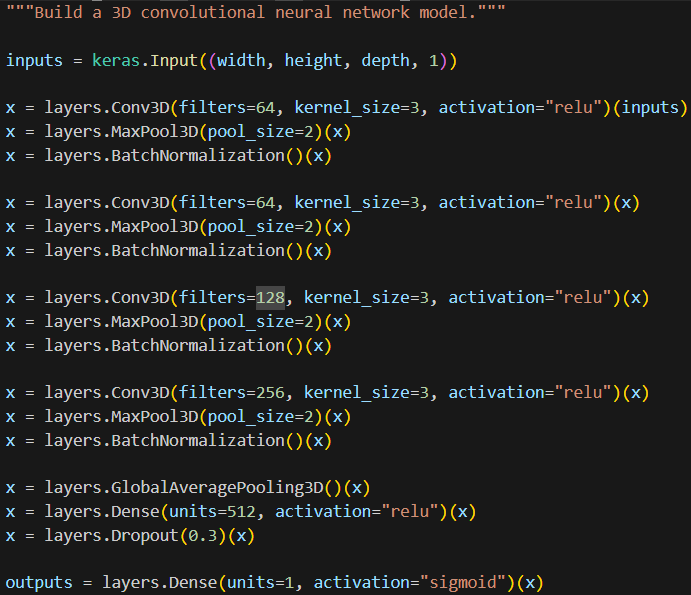 """Build a 3D convolutional neural network model."""
inputs = keras.Input((width, height, depth, 1))
x = layers.Conv3D(filters=64, kernel_size=3, activation="relu")(inputs)
x = layers.MaxPool3D(pool_size=2)(x)
x = layers.BatchNormalization()(x)
x = layers.Conv3D(filters=64, kernel_size=3, activation="relu")(x)
x = layers.MaxPool3D(pool_size=2)(x)
x = layers.BatchNormalization()(x)
x = layers.Conv3D(filters=128, kernel_size=3, activation="relu")(x)
x = layers.MaxPool3D(pool_size=2)(x)
x = layers.BatchNormalization()(x)
x = layers.Conv3D(filters=256, kernel_size=3, activation="relu")(x)
x = layers.MaxPool3D(pool_size=2)(x)
x = layers.BatchNormalization()(x)
x = layers.GlobalAveragePooling3D()(x)
x = layers.Dense(units=512, activation="relu")(x)
x = layers.Dropout(0.3)(x)
outputs = layers.Dense(units=1, activation="sigmoid")(x)